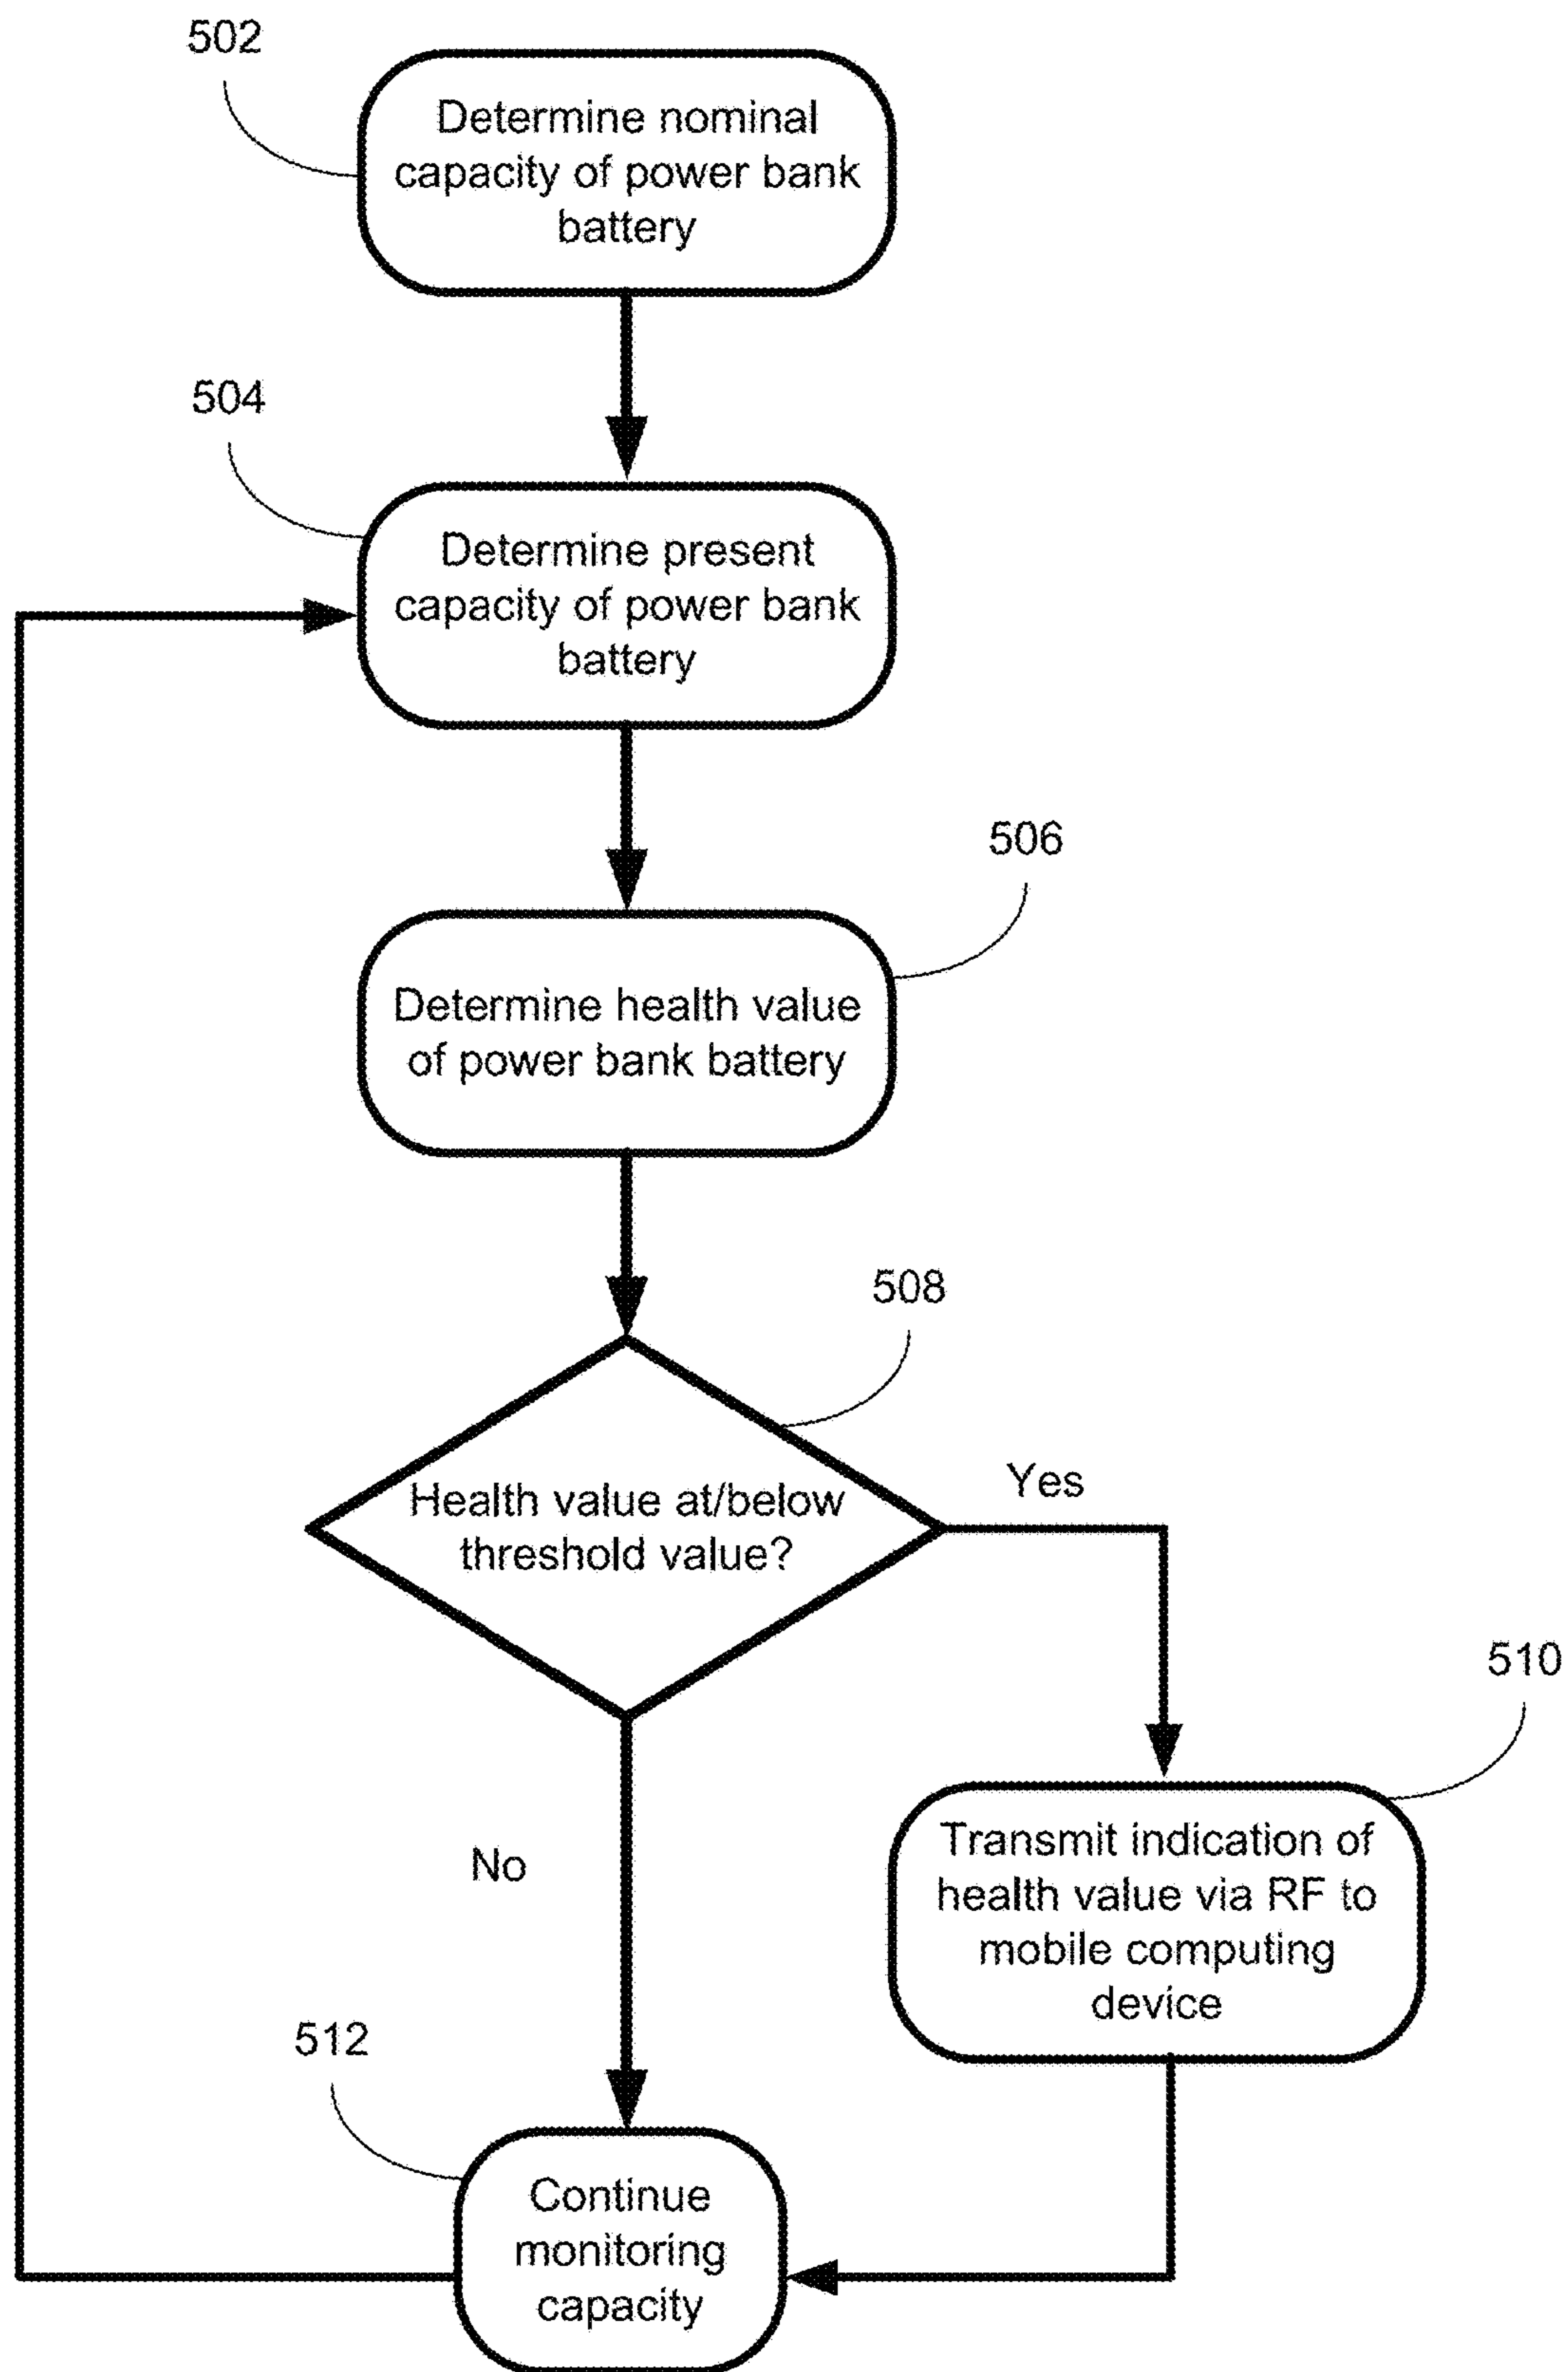 502
Determine nominal
capacity of power bank
battery
504
Determine present
capacity of power bank
battery
506
Determine health value
of power bank battery
508
Health value at/below
threshold value?
Yes
510
Transmit indication of
health value via RF to
mobile computing
device
No
512
Continue
monitoring
capacity